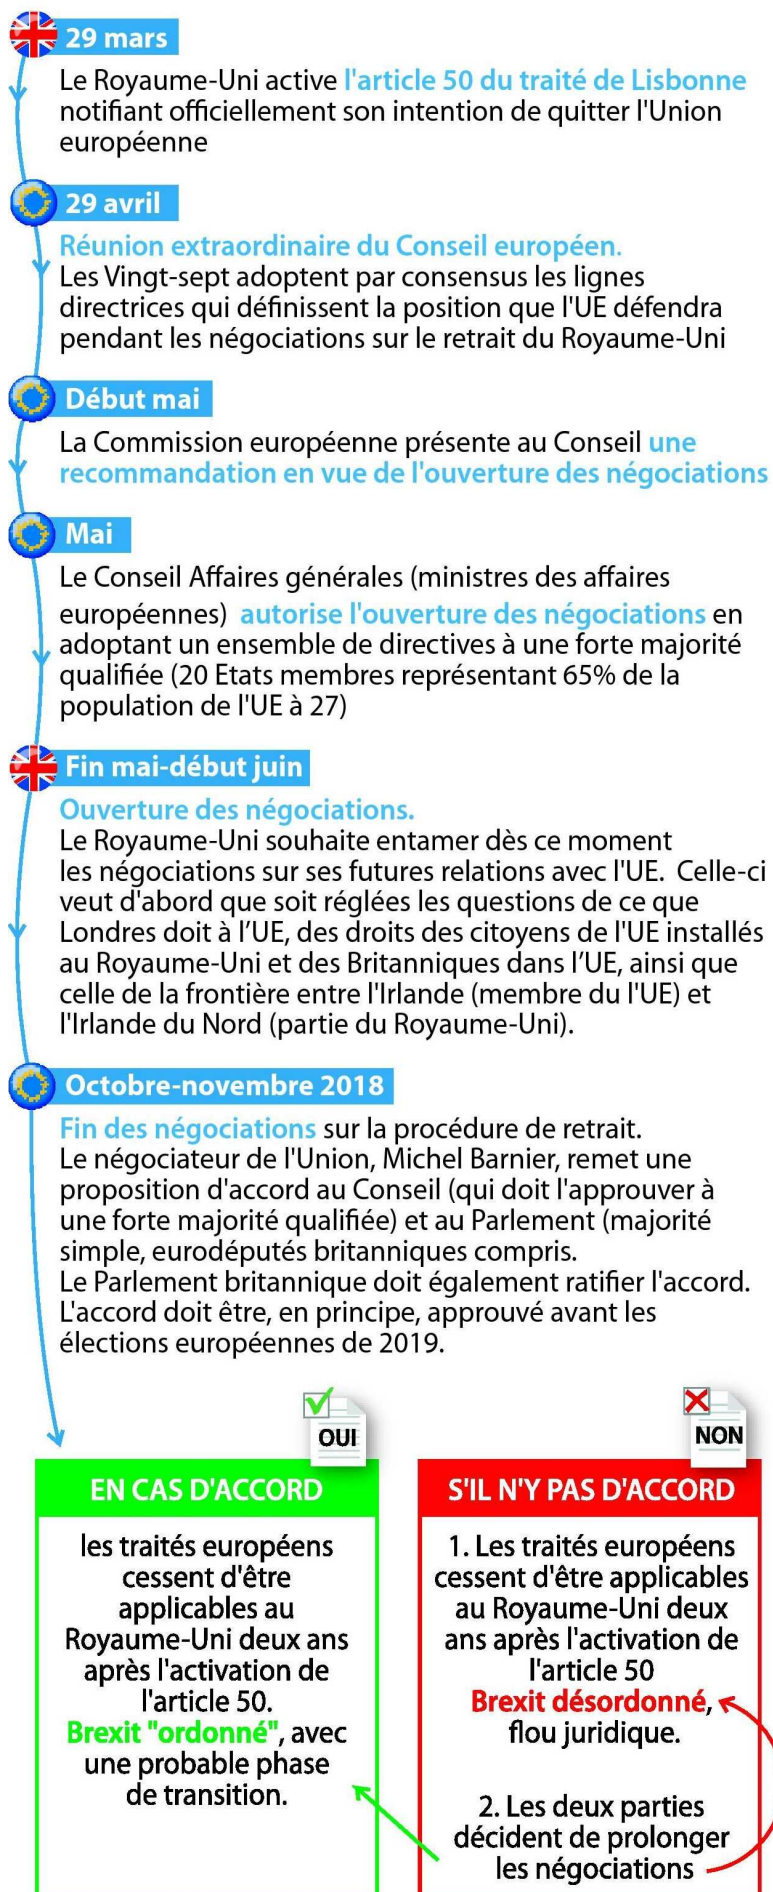 29 mars
Le Royaume-Uni active l'article 50 du traité de Lisbonne
notifiant officiellement son intention de quitter l'Union
européenne
29 avril
Réunion extraordinaire du Conseil européen.
Les Vingt-sept adoptent par consensus les lignes
directrices qui définissent la position que l'UE défendra
pendant les négociations sur le retrait du Royaume-Uni
Début mai
La Commission européenne présente au Conseil une
recommandation en vue de l'ouverture des négociations
Mai
Le Conseil Affaires générales (ministres des affaires
européennes) autorise l'ouverture des négociations en
adoptant un ensemble de directives à une forte majorité
qualifiée (20 Etats membres représentant 65% de la
population de l'UE à 27)
Fin mai-début juin
Ouverture des négociations.
Le Royaume-Uni souhaite entamer dès ce moment
les négociations sur ses futures relations avec l'UE. Celle-ci
veut d'abord que soit réglées les questions de ce que
Londres doit à l’UE, des droits des citoyens de l'UE installés
au Royaume-Uni et des Britanniques dans l’UE, ainsi que
celle de la frontière entre l'Irlande (membre du l'UE) et
l'Irlande du Nord (partie du Royaume-Uni).
Octobre-novembre 2018
Fin des négociations sur la procédure de retrait.
Le négociateur de l'Union, Michel Barnier, remet une
proposition d'accord au Conseil (qui doit l'approuver à
une forte majorité qualifiée) et au Parlement (majorité
simple, eurodéputés britanniques compris.
Le Parlement britannique doit également ratifier l'accord.
L'accord doit être, en principe, approuvé avant les
élections européennes de 2019.
OUI
EN CAS D'ACCORD
les traités européens
cessent d'être
applicables au
Royaume-Uni deux ans
après l'activation de
l'article 50.
Brexit "ordonné", avec
une probable phase
de transition.
NON
S'IL N'Y PAS D'ACCORD
1. Les traités européens
cessent d'être applicables
au Royaume-Uni deux
ans après l'activation de
l'article 50
Brexit désordonné,
flou juridique.
2. Les deux parties
décident de prolonger
les négociations